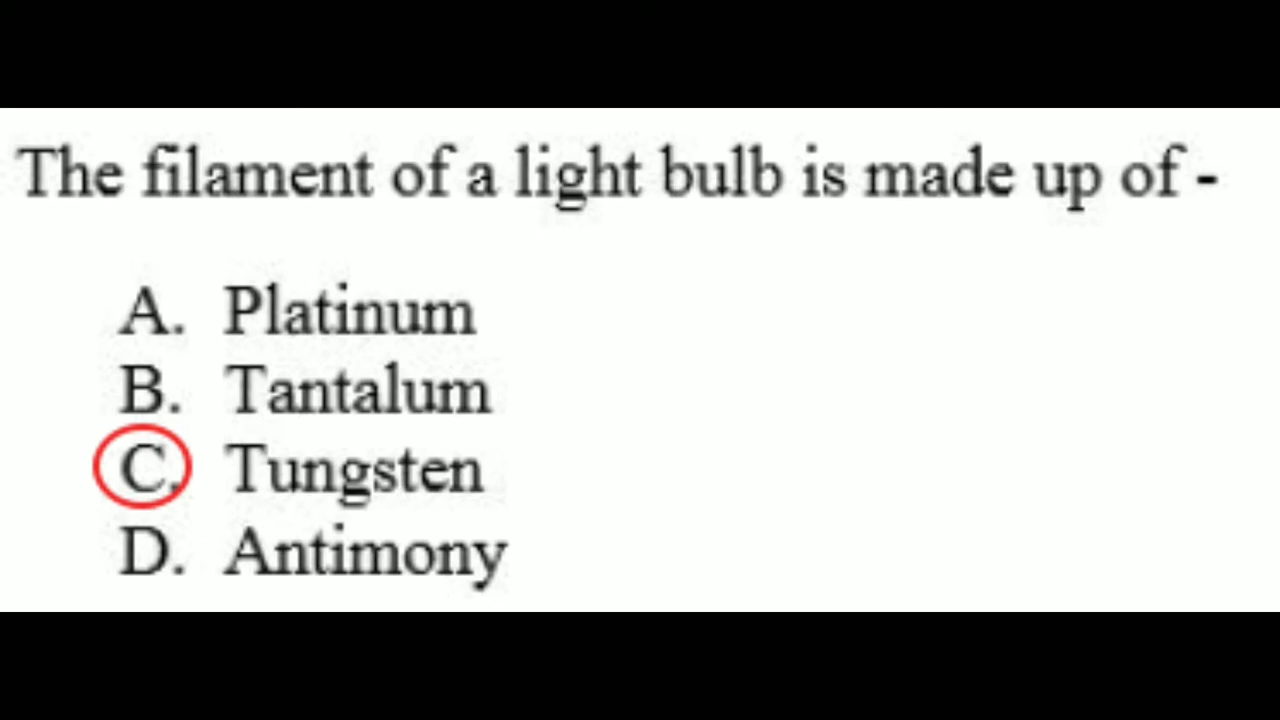 The filament of a light bulb is made up of -
A. Platinum
B. Tantalum
C. Tungsten
D. Antimony